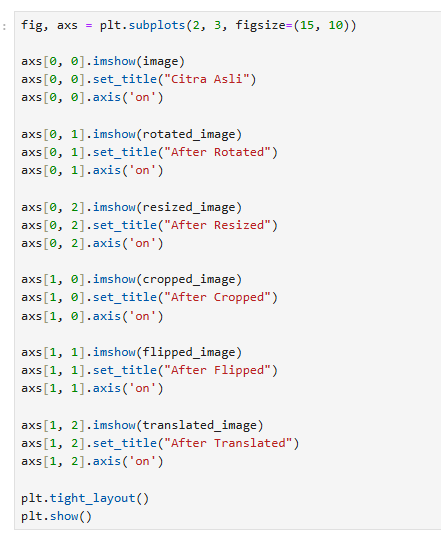 fig, axs = plt.subplots(2, 3, figsize=(15, 10))
axs[0, 0].imshow(image)
axs[0, 0].set_title("Citra Asli")
axs[0, 0].axis('on')
axs[0, 1].imshow(rotated_image)
axs[0, 1].set_title("After Rotated")
axs[0, 1].axis('on')
axs[0, 2].imshow(resized_image)
axs[0, 2].set_title("After Resized")
axs[0, 2].axis('on')
axs[1, 0].imshow(cropped_image)
axs[1, 0].set_title("After Cropped")
axs[1, 0].axis('on')
axs[1, 1].imshow(flipped_image)
axs[1, 1].set_title("After Flipped")
axs[1, 1].axis('on')
axs[1, 2].imshow(translated_image)
axs[1, 2].set_title("After Translated")
axs[1, 2].axis('on')
plt.tight_layout()
plt.show()